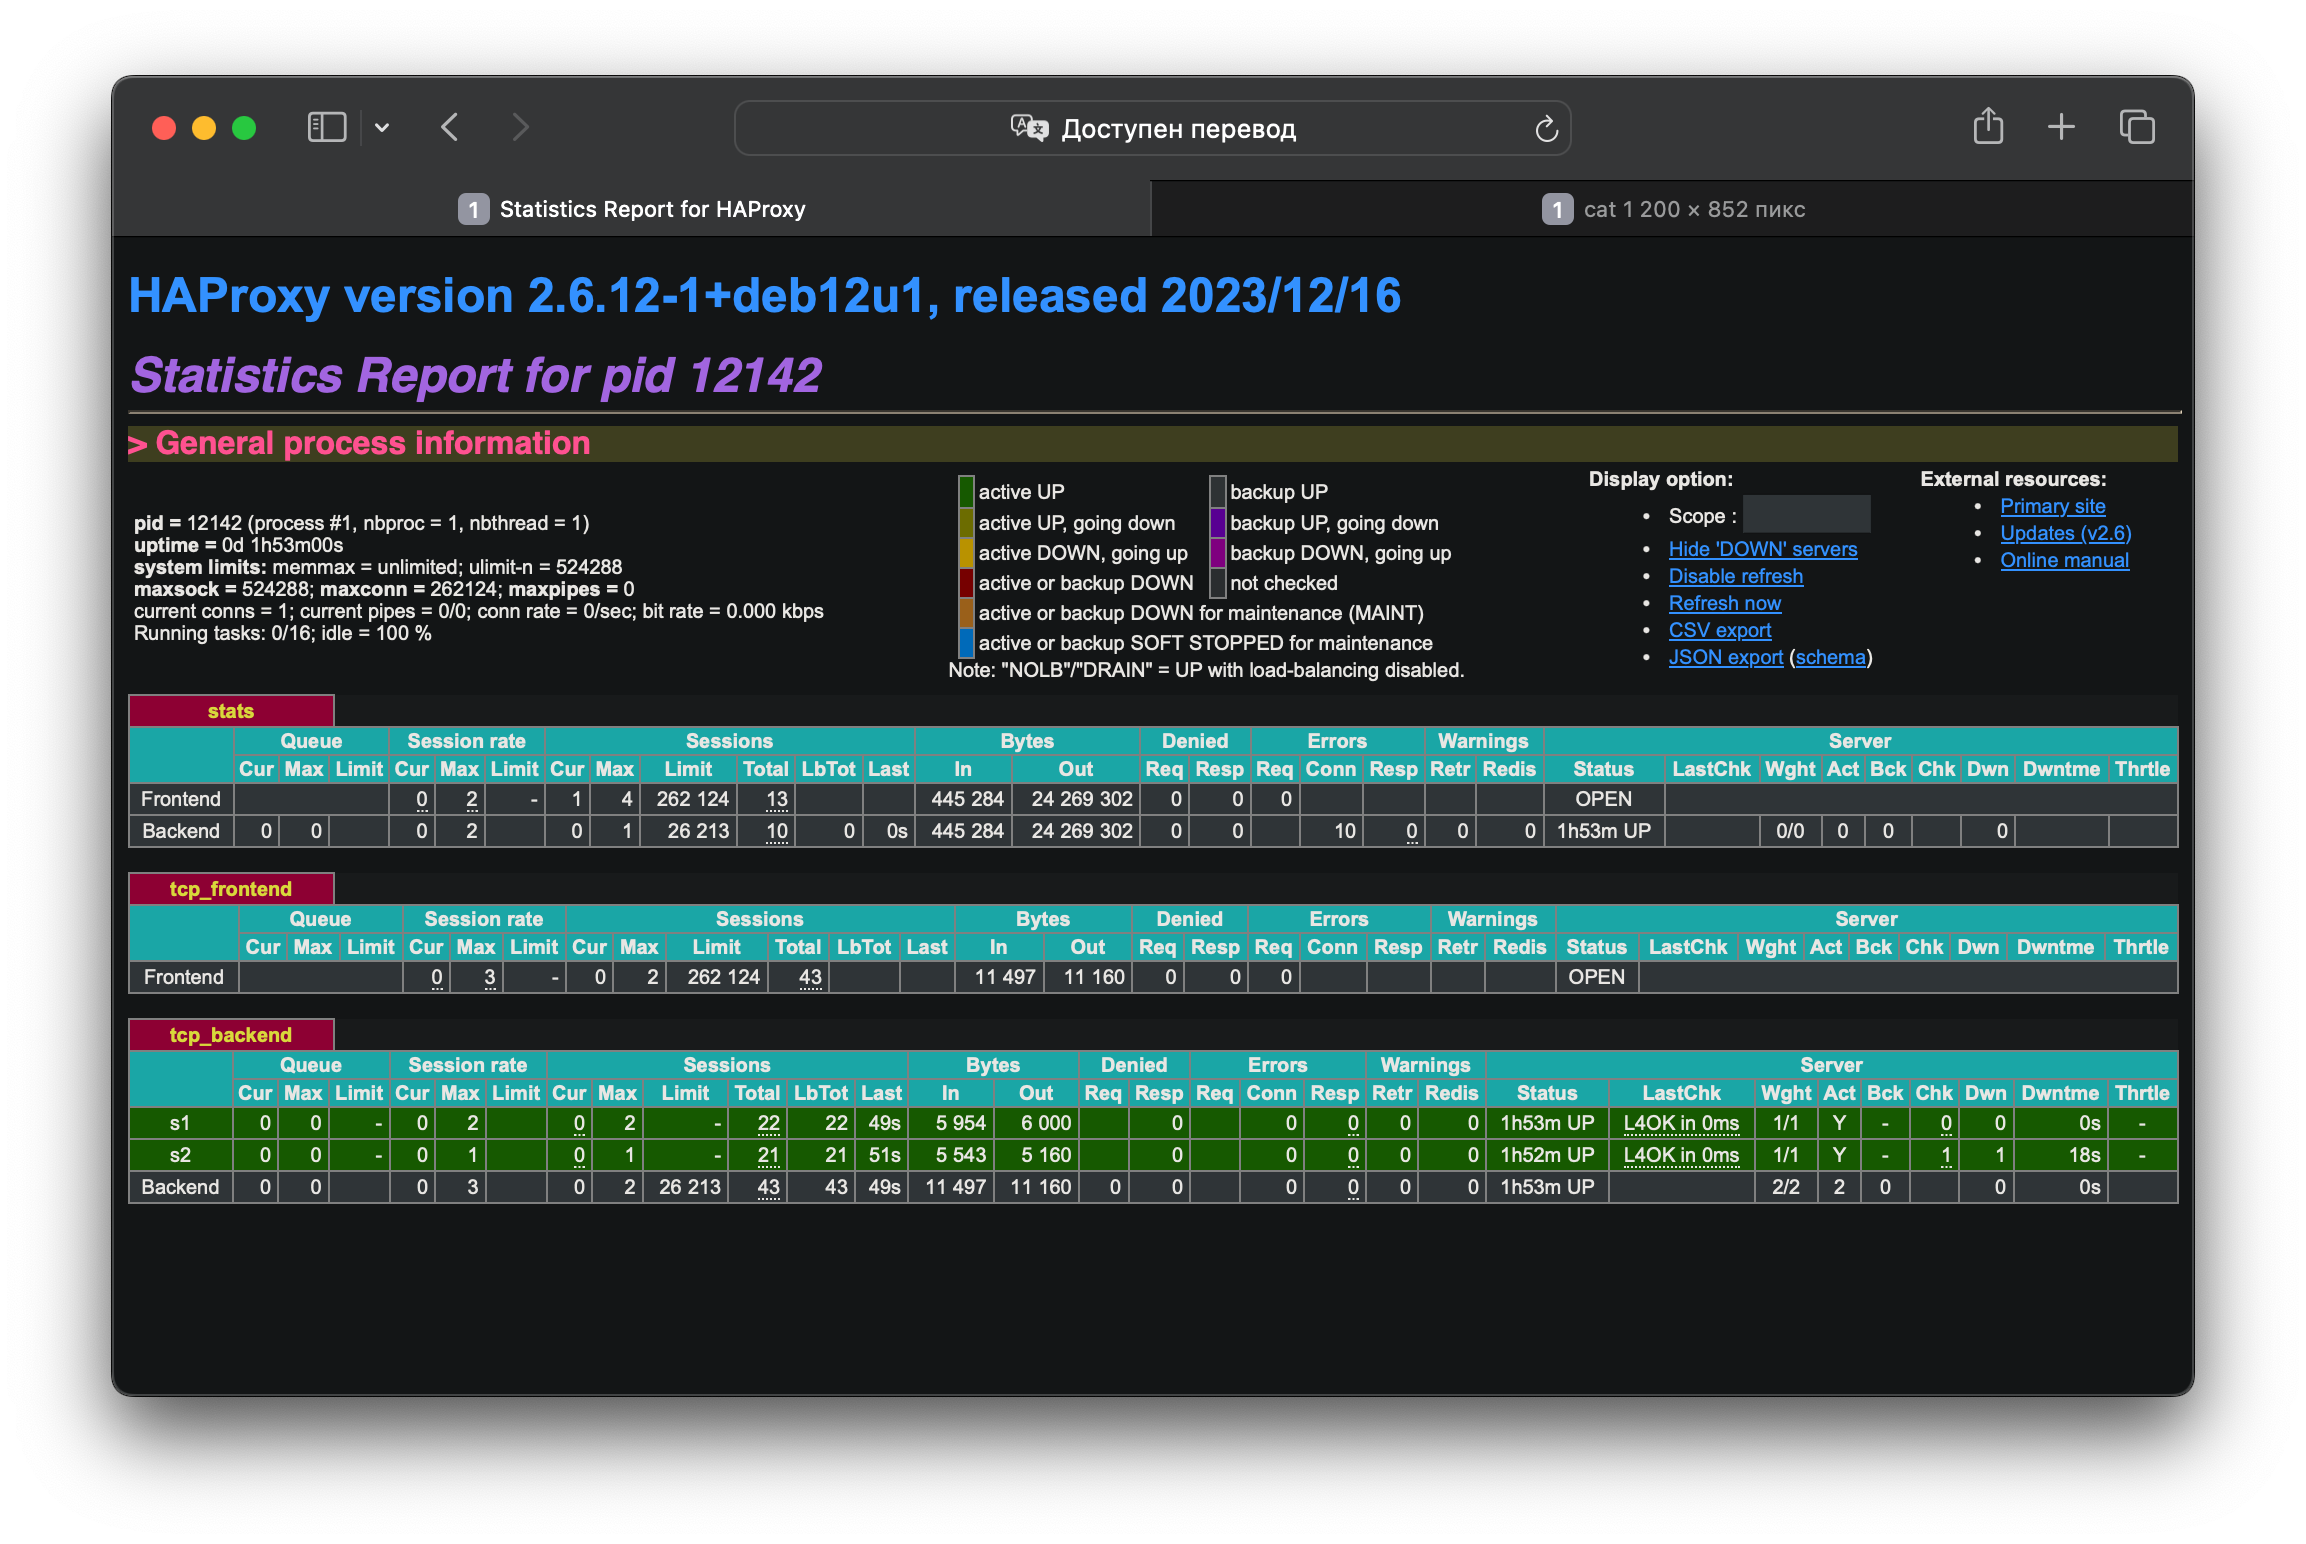 Доступен перевод
1 Statistics Report for HAProxy
1 cat 1 200 × 852 пикс
HAProxy version 2.6.12-1+deb12u1, released 2023/12/16
Statistics Report for pid 12142
> General process information
pid = 12142 (process #1, nbproc = 1, nbthread = 1)
uptime = 0d 1h53m00s
system limits: memmax = unlimited; ulimit-n = 524288
maxsock = 524288; maxconn = 262124; maxpipes = 0
current conns = 1; current pipes = 0/0; conn rate = 0/sec; bit rate = 0.000 kbps
Running tasks: 0/16; idle = 100 %
active UP backup UP
active UP, going down backup UP, going down
active DOWN, going up backup DOWN, going up
active or backup DOWN not checked
active or backup DOWN for maintenance (MAINT)
active or backup SOFT STOPPED for maintenance
Note: "NOLB"/"DRAIN" = UP with load-balancing disabled.
Display option:
• Scope :
• Hide 'DOWN' servers
• Disable refresh
• Refresh now
• CSV export
• JSON export (schema)
External resources:
• Primary site
• Updates (v2.6)
• Online manual
stats
Queue Session rate Sessions Bytes Denied Errors Warnings Server
Cur Max Limit Cur Max Limit Cur Max Limit Total LbTot Last In Out Req Resp Req Conn Resp Retr Redis Status LastChk Wght Act Bck Chk Dwn Dwntme Thrtle
Frontend 0 2 - 1 4 262 124 13 445 284 24 269 302 0 0 0 OPEN
Backend 0 0 0 2 0 1 26 213 10 0 0s 445 284 24 269 302 0 0 10 0 0 0 1h53m UP 0/0 0 0 0
tcp_frontend
Queue Session rate Sessions Bytes Denied Errors Warnings Server
Cur Max Limit Cur Max Limit Cur Max Limit Total LbTot Last In Out Req Resp Req Conn Resp Retr Redis Status LastChk Wght Act Bck Chk Dwn Dwntme Thrtle
Frontend 0 3 - 0 2 262 124 43 11 497 11 160 0 0 0 OPEN
tcp_backend
Queue Session rate Sessions Bytes Denied Errors Warnings Server
Cur Max Limit Cur Max Limit Cur Max Limit Total LbTot Last In Out Req Resp Req Conn Resp Retr Redis Status LastChk Wght Act Bck Chk Dwn Dwntme Thrtle
s1 0 0 - 0 2 0 2 - 22 22 49s 5 954 6 000 0 0 0 0 0 1h53m UP L4OK in 0ms 1/1 Y - 0 0 0s -
s2 0 0 - 0 1 0 1 - 21 21 51s 5 543 5 160 0 0 0 0 0 1h52m UP L4OK in 0ms 1/1 Y - 1 1 18s -
Backend 0 0 0 3 0 2 26 213 43 43 49s 11 497 11 160 0 0 0 0 0 0 1h53m UP 2/2 2 0 0 0s